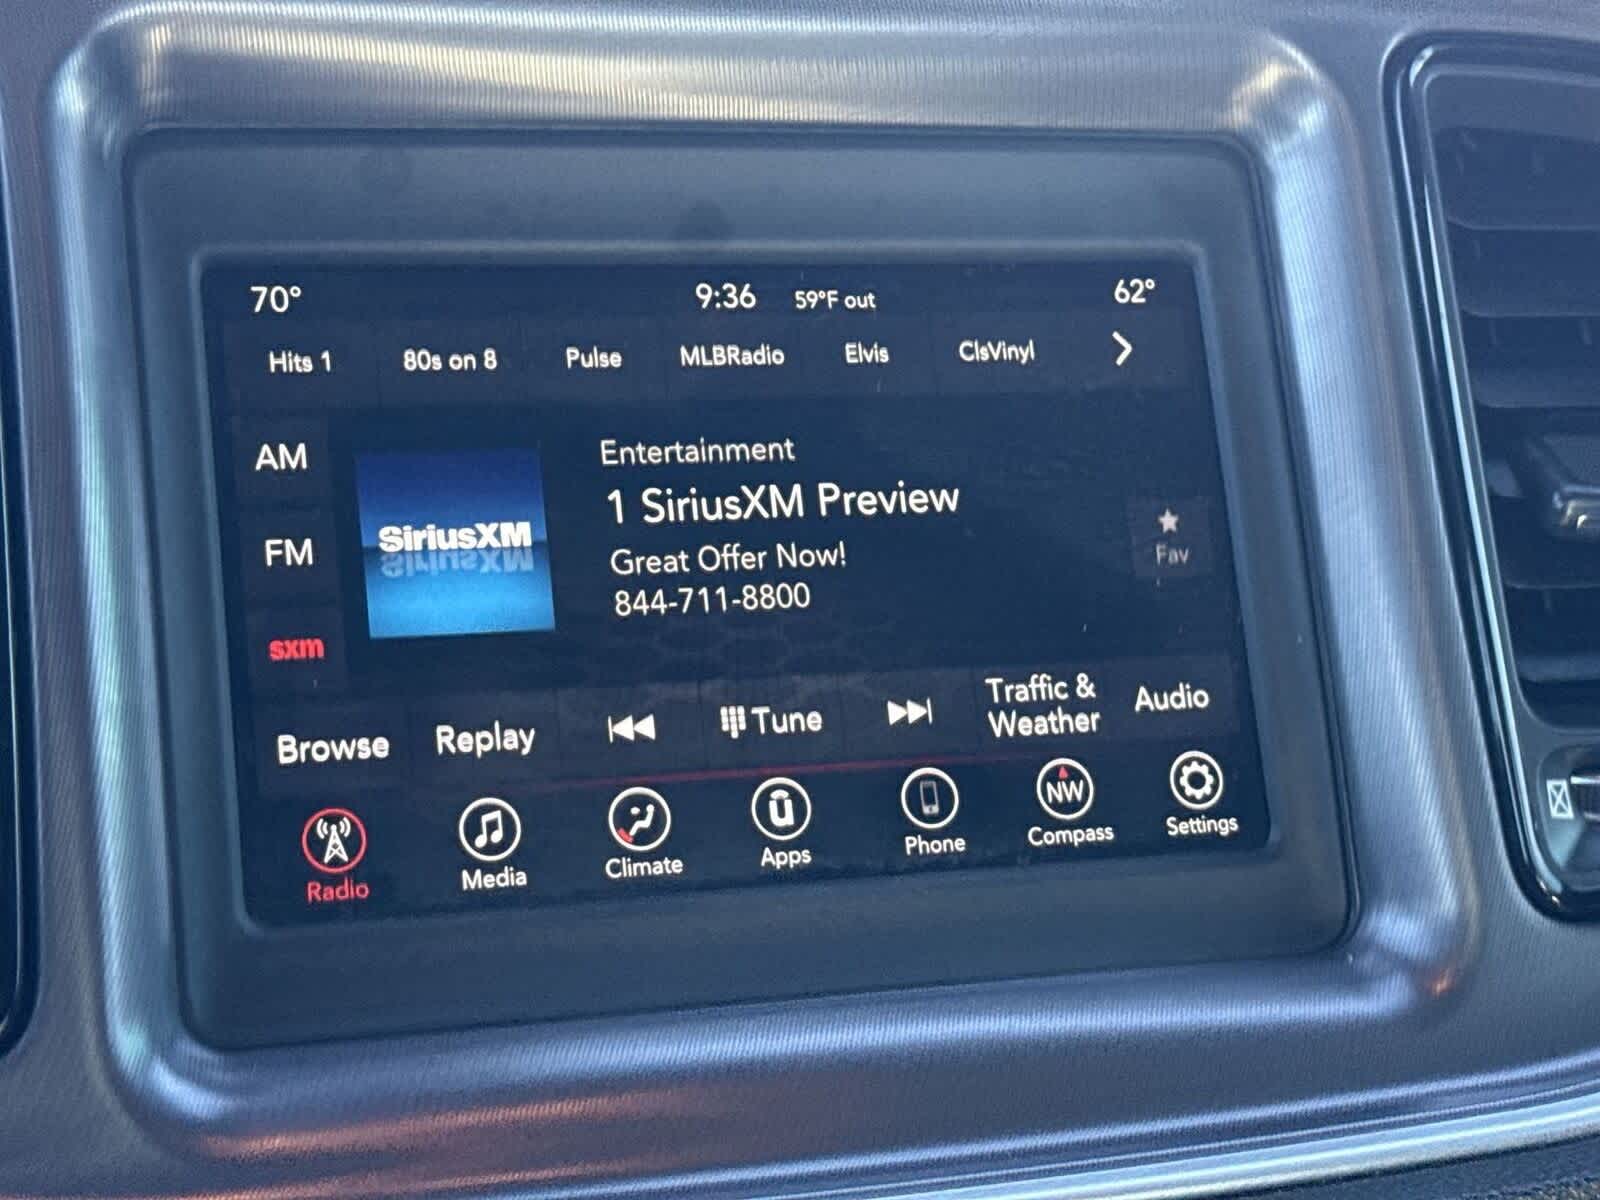 70° 9:36 59°F out 62°
Hits 1 80s on 8 Pulse MLBRadio Elvis ClsVinyl
AM
FM
sxm
SiriusXM
Entertainment
1 SiriusXM Preview
Great Offer Now!
844-711-8800
Fav
Browse Replay Tune Traffic &
Weather Audio
NW
Radio Media Climate Apps Phone Compass Settings